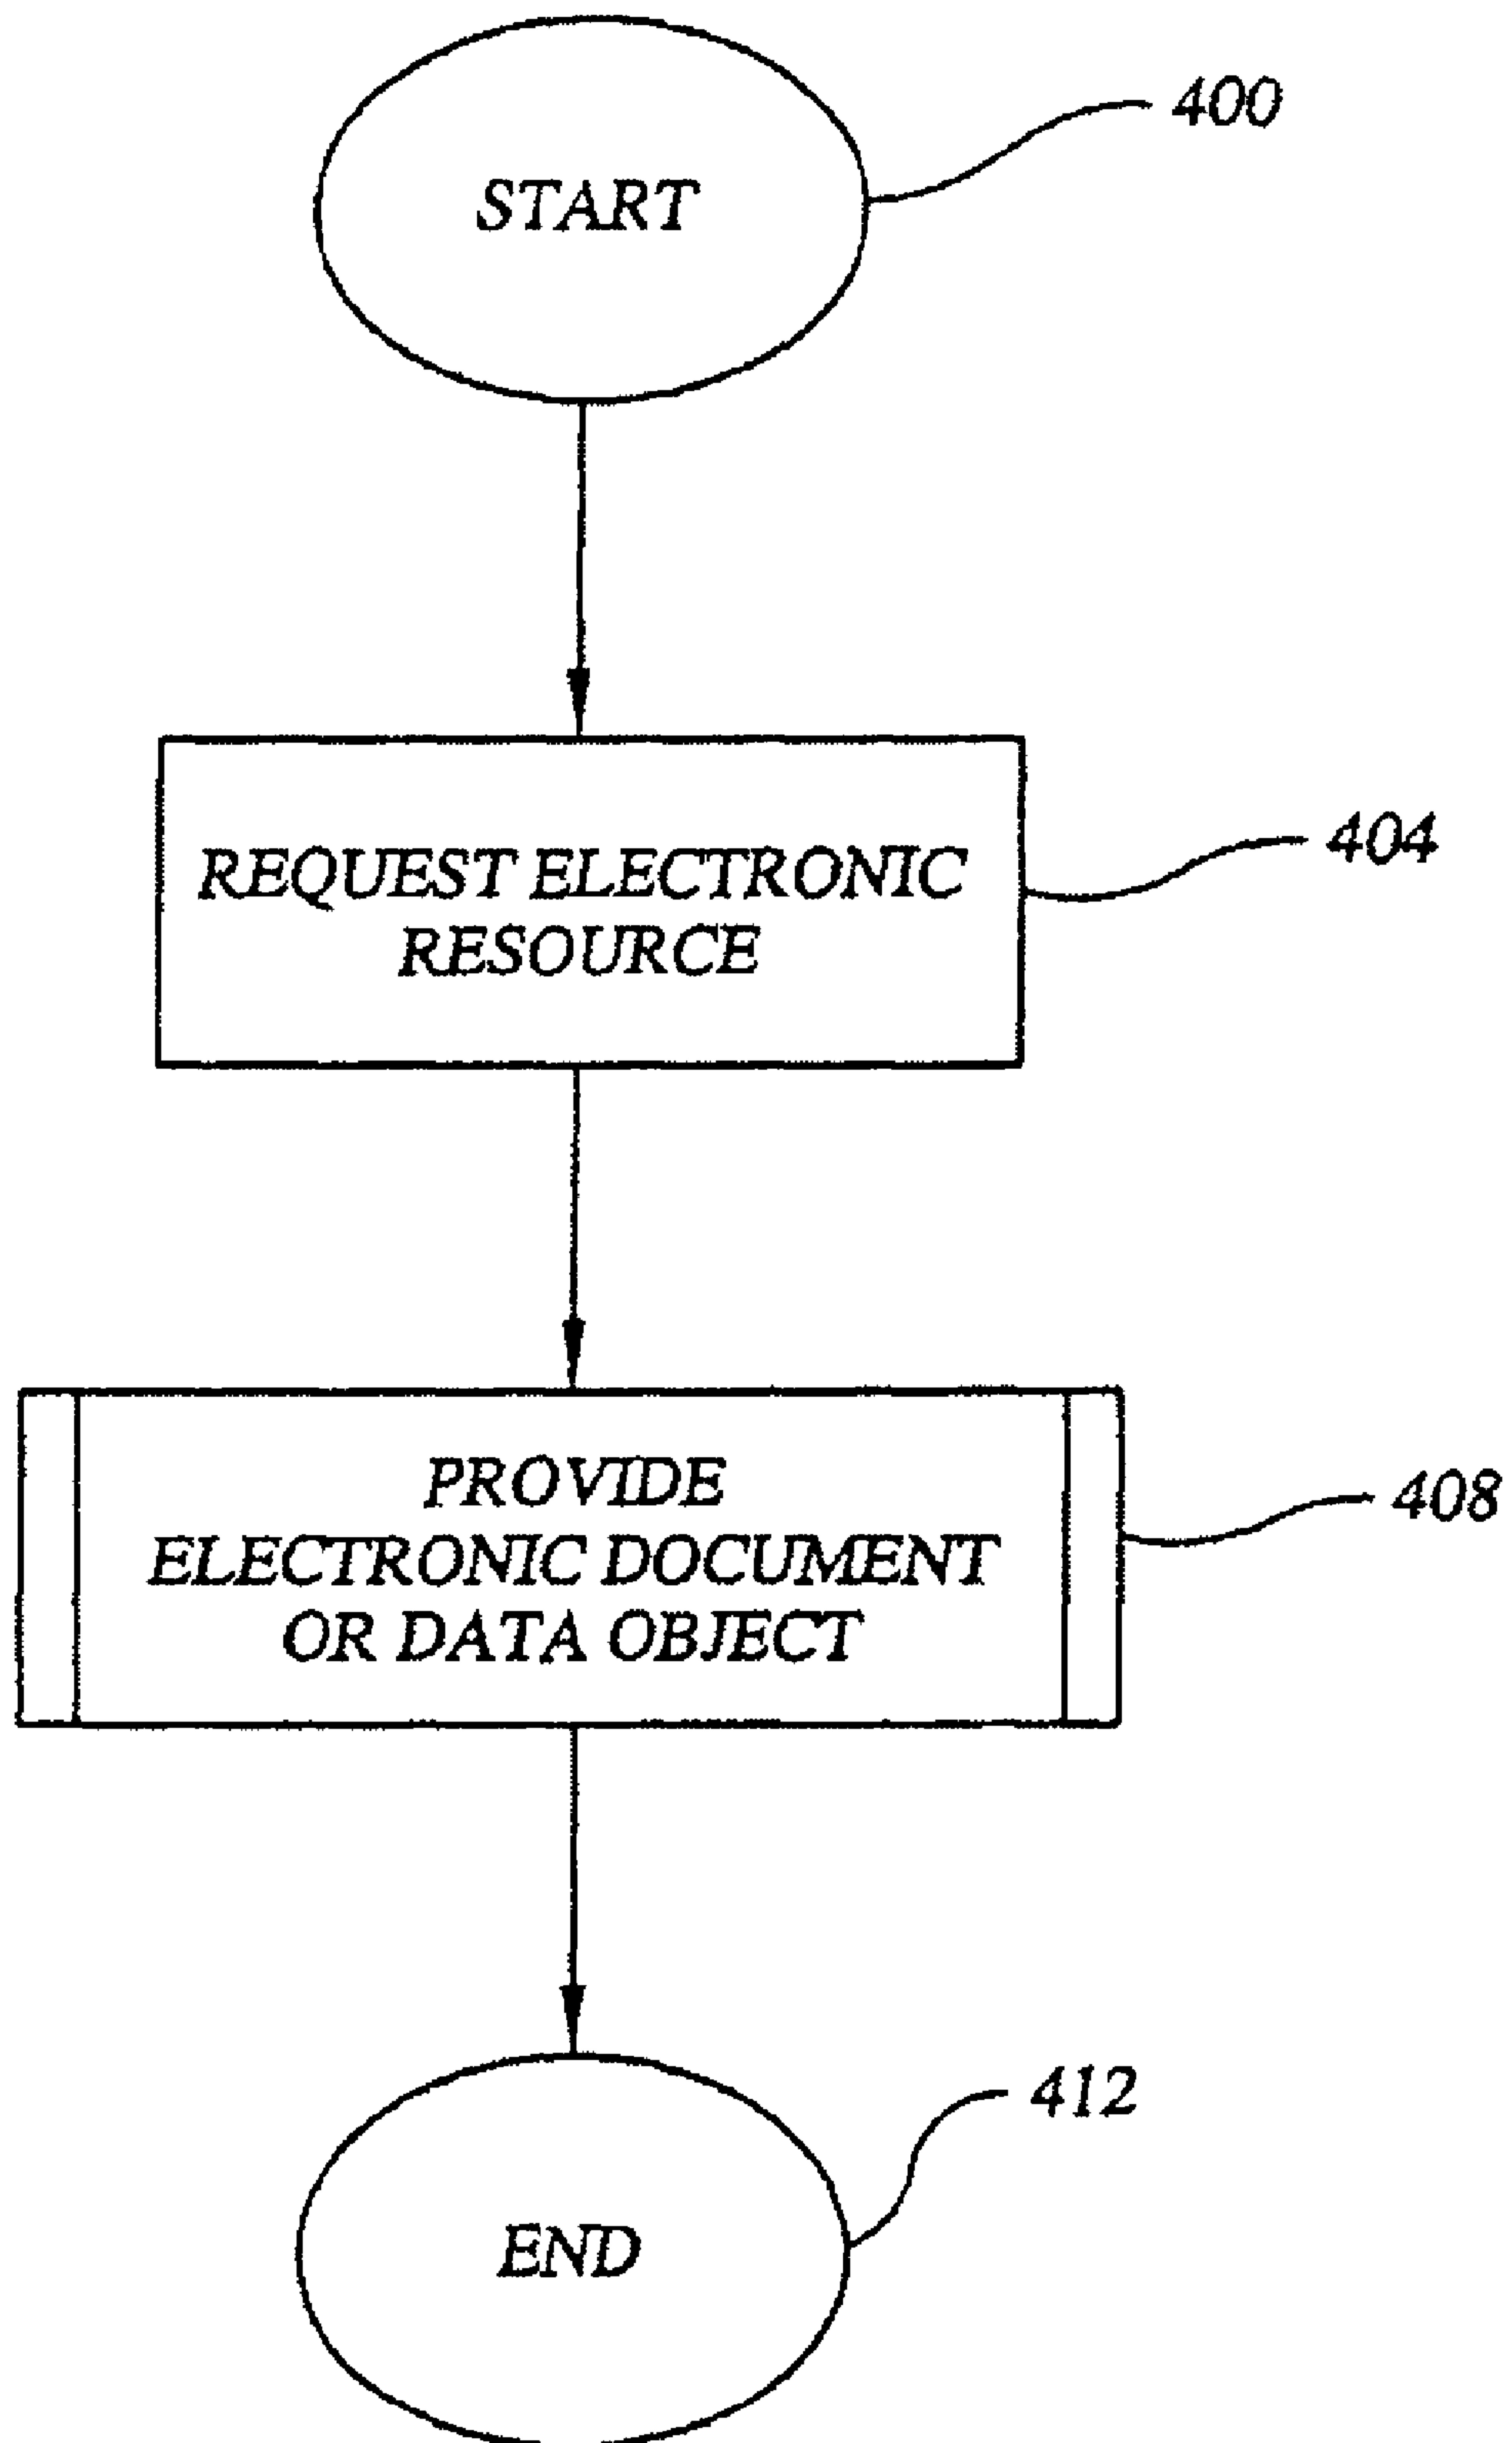 400
START
404
REQUEST ELECTRONIC
RESOURCE
408
PROVIDE
ELECTRONIC DOCUMENT
OR DATA OBJECT
412
END